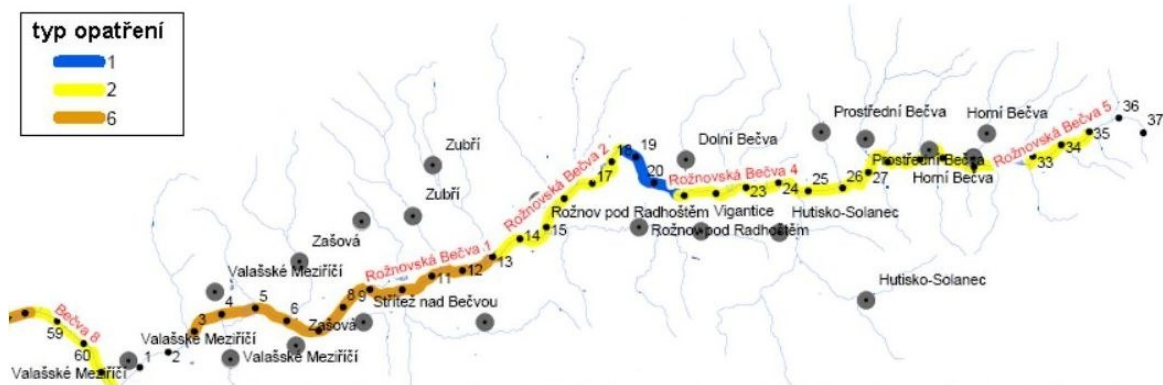 typ opatření
1
2
6
36
37
Prostřední Bečva
Horní Bečva
Rožnovská Bečva 5
35
34
33
Zubří
Rožnovská Bečva 2
18
19
Dolní Bečva
20
17
Rožnovská Bečva 4
23
24
25
26
27
Prostřední Bečva
Horní Bečva
Zubří
Rožnov pod Radhoštěm
Vigantice
Hutisko-Solanec
14
15
Rožnov pod Radhoštěm
Zašová
Rožnovská Bečva 1
13
12
11
Valašské Meziříčí
Hutisko-Solanec
3
4
5
6
8
9
Střítež nad Bečvou
Zašová
Bečva 8
59
60
Valašské Meziříčí
Valašské Meziříčí
Valašské Meziříčí
1
2